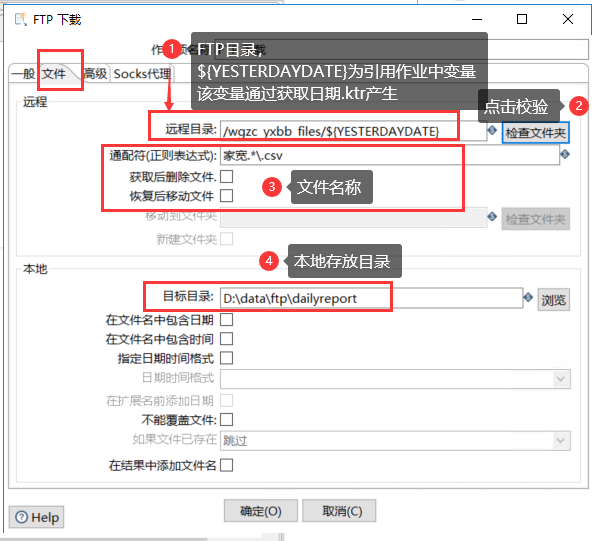 FTP 下载
作
项名
载
1
FTP目录,
${YESTERDAYDATE}为引用作业中变量
该变量通过获取日期.ktr产生
一般
文件
高级
Socks代理
远程
点击校验
2
远程目录:
/wqzc_yxbb_files/${YESTERDAYDATE}
检查文件夹
通配符(正则表达式):
家宽.*\.csv
获取后删除文件.
恢复后移动文件
3
文件名称
移动到文件夹
检查文件夹
新建文件夹
4
本地存放目录
本地
目标目录:
D:\data\ftp\dailyreport
浏览
在文件名中包含日期
在文件名中包含时间
指定日期时间格式
日期时间格式
在扩展名前添加日期
不能覆盖文件:
如果文件已存在
跳过
在结果中添加文件名
Help
确定(O)
取消(C)